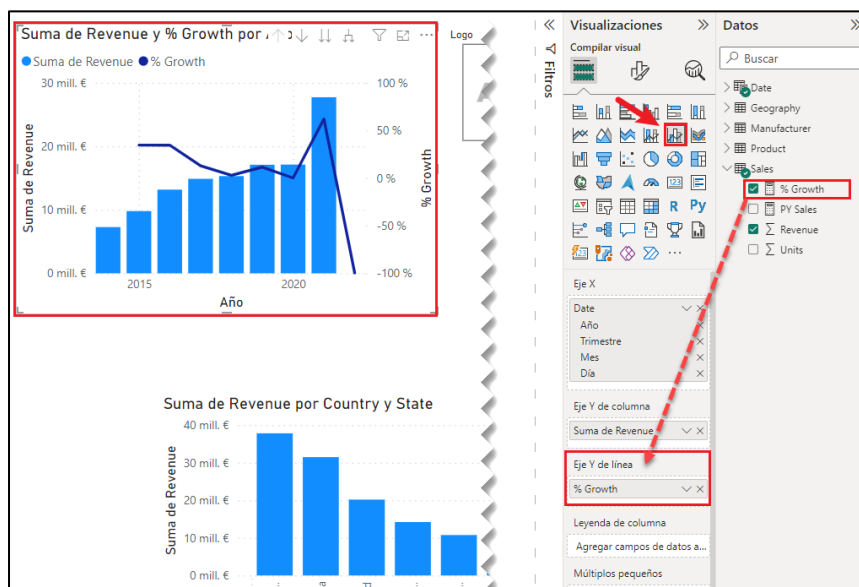 Suma de Revenue y % Growth por A o
Suma de Revenue % Growth
30 mill. €
20 mill. €
10 mill. €
0 mill. €
Suma de Revenue
100 %
50 %
0 %
-50 %
-100 %
% Growth
2015
2020
Año
Logo
Suma de Revenue por Country y State
40 mill. €
30 mill. €
20 mill. €
10 mill. €
0 mill. €
Suma de Revenue
Filtros
Visualizaciones
Compilar visual
123
R Py
Eje X
Date
Año
Trimestre
Mes
Día
Eje Y de columna
Suma de Revenue
Eje Y de línea
% Growth
Leyenda de columna
Agregar campos de datos a...
Múltiplos pequeños
Datos
Buscar
Date
Geography
Manufacturer
Product
Sales
% Growth
PY Sales
Revenue
Units